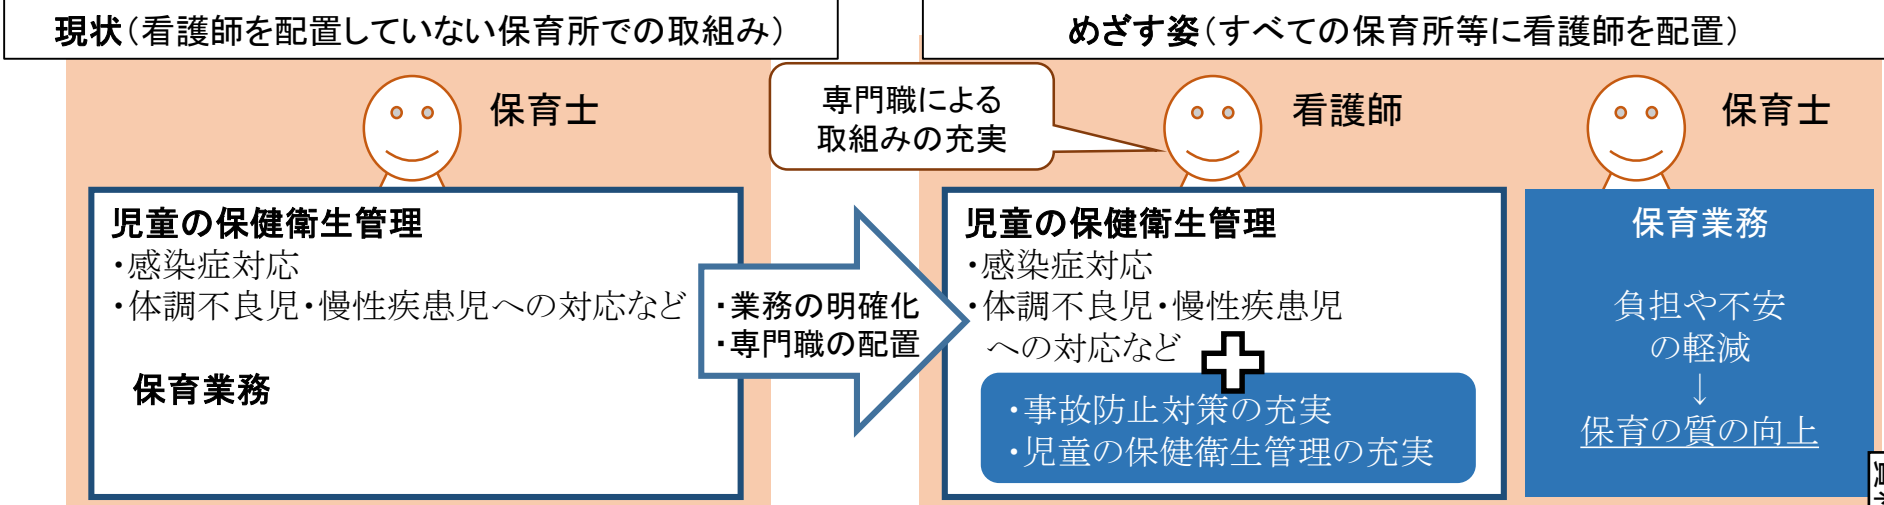 現状（看護師を配置していない保育所での取組み）
保育士
児童の保健衛生管理
・感染症対応
・体調不良児・慢性疾患児への対応など
保育業務
・業務の明確化
・専門職の配置
めざす姿（すべての保育所等に看護師を配置）
専門職による
取組みの充実
看護師
児童の保健衛生管理
・感染症対応
・体調不良児・慢性疾患児
への対応など
・事故防止対策の充実
・児童の保健衛生管理の充実
保育士
保育業務
負担や不安
の軽減
↓
保育の質の向上